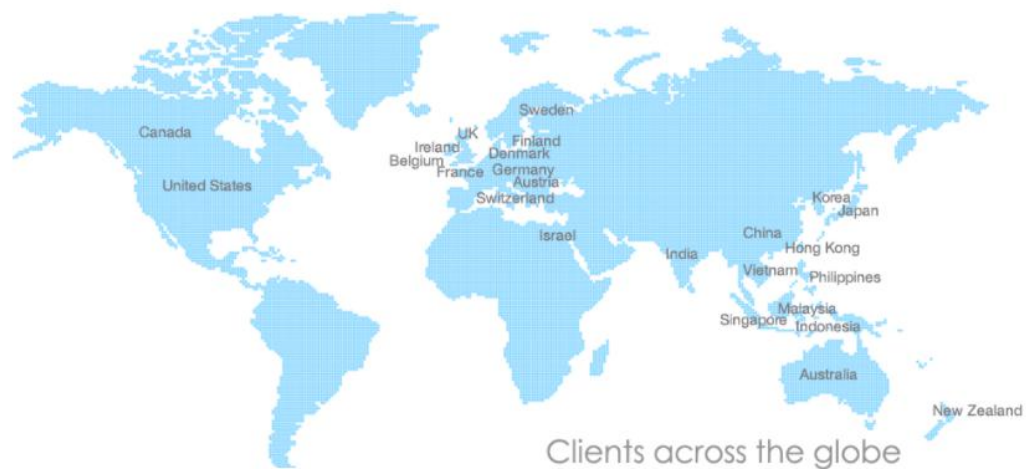 Sweden
Canada
UK
Finland
Ireland
Denmark
Belgium
Germany
France
Austria
United States
Switzerland
Korea
Japan
Israel
China
Hong Kong
India
Vietnam
Philippines
Malaysia
Singapore
Indonesia
Australia
New Zealand
Clients across the globe